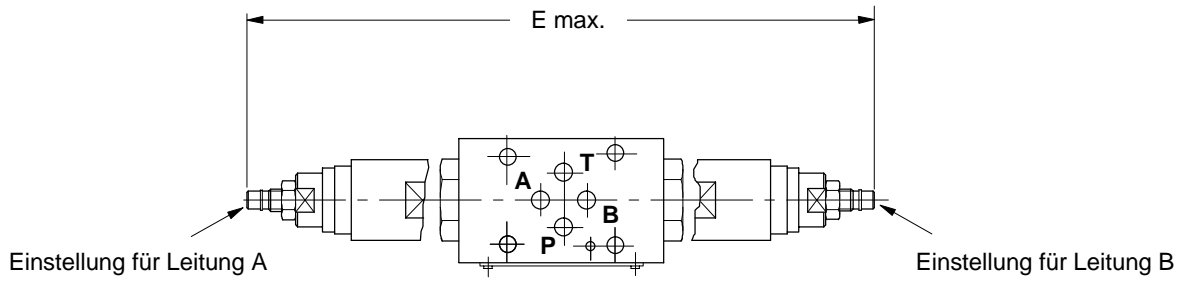 E max.
T
A
B
P
Einstellung für Leitung A
Einstellung für Leitung B